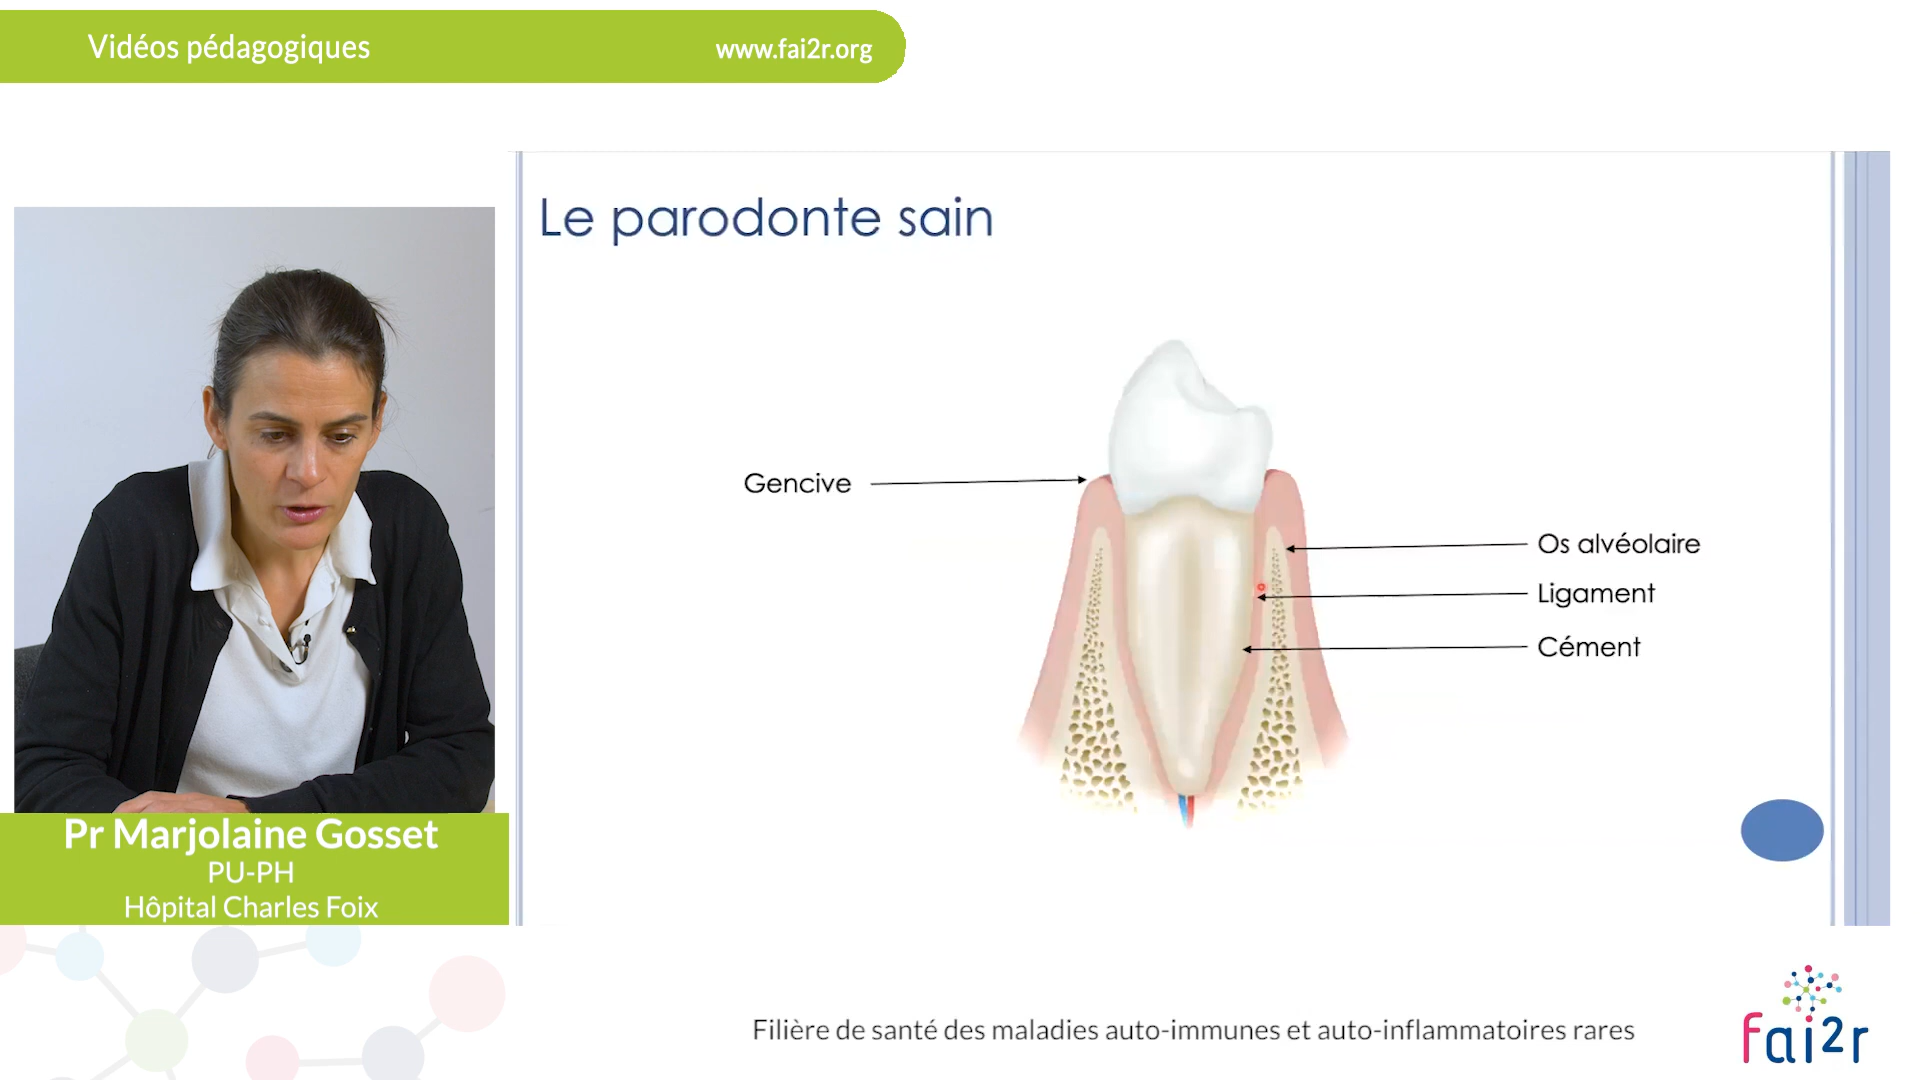 Vidéos pédagogiques
www.fai2r.org
Le parodonte sain
Gencive
Os alvéolaire
Ligament
Cément
Pr Marjolaine Gosset
PU-PH
Hôpital Charles Foix
Filière de santé des maladies auto-immunes et auto-inflammatoires rares
fai2r